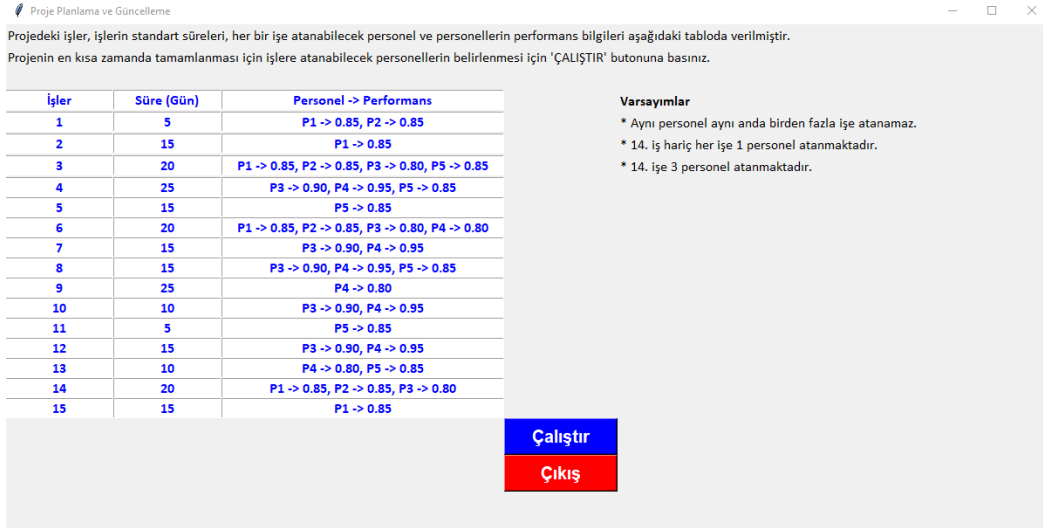 Proje Planlama ve Güncelleme
Projedeki işler, işlerin standart süreleri, her bir işe atanabilecek personel ve personellerin performans bilgileri aşağıdaki tabloda verilmiştir.
Projenin en kısa zamanda tamamlanması için işlere atanabilecek personellerin belirlenmesi için 'ÇALIŞTIR' butonuna basınız.
İşler Süre (Gün) Personel -> Performans
1 5 P1 -> 0.85, P2 -> 0.85
2 15 P1 -> 0.85
3 20 P1 -> 0.85, P2 -> 0.85, P3 -> 0.80, P5 -> 0.85
4 25 P3 -> 0.90, P4 -> 0.95, P5 -> 0.85
5 15 P5 -> 0.85
6 20 P1 -> 0.85, P2 -> 0.85, P3 -> 0.80, P4 -> 0.80
7 15 P3 -> 0.90, P4 -> 0.95
8 15 P3 -> 0.90, P4 -> 0.95, P5 -> 0.85
9 25 P4 -> 0.80
10 10 P3 -> 0.90, P4 -> 0.95
11 5 P5 -> 0.85
12 15 P3 -> 0.90, P4 -> 0.95
13 10 P4 -> 0.80, P5 -> 0.85
14 20 P1 -> 0.85, P2 -> 0.85, P3 -> 0.80
15 15 P1 -> 0.85
Varsayımlar
* Aynı personel aynı anda birden fazla işe atanamaz.
* 14. iş hariç her işe 1 personel atanmaktadır.
* 14. işe 3 personel atanmaktadır.
Çalıştır
Çıkış